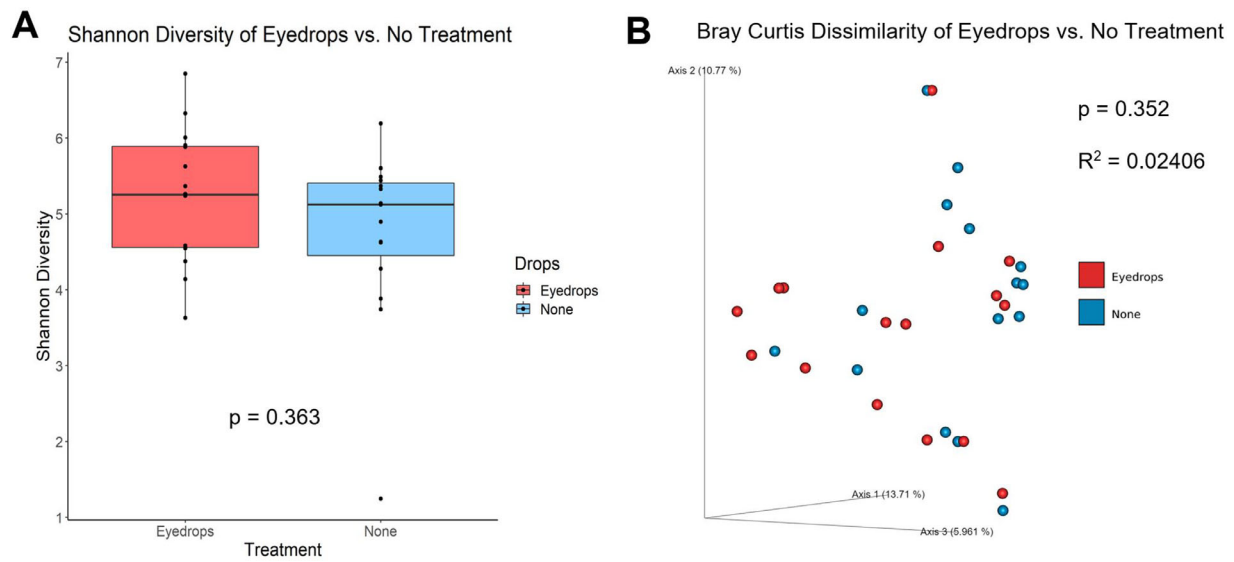 A
Shannon Diversity of Eyedrops vs. No Treatment
7
6
5
4
3
2
1
Shannon Diversity
p = 0.363
Eyedrops
None
Treatment
Drops
Eyedrops
None
B
Bray Curtis Dissimilarity of Eyedrops vs. No Treatment
Axis 2 (10.77 %)
p = 0.352
R² = 0.02406
Eyedrops
None
Axis 1 (13.71 %)
Axis 3 (5.961 %)